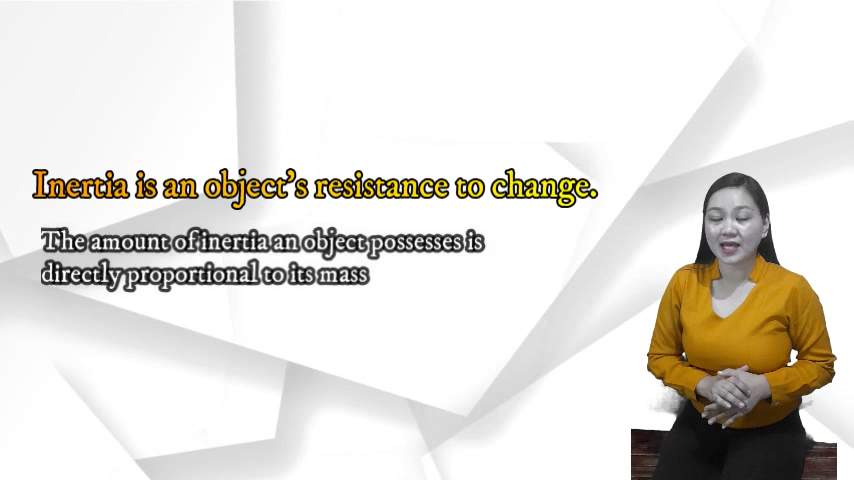 Inertia is an object's resistance to change.
The amount of inertia an object possesses is
directly proportional to its mass